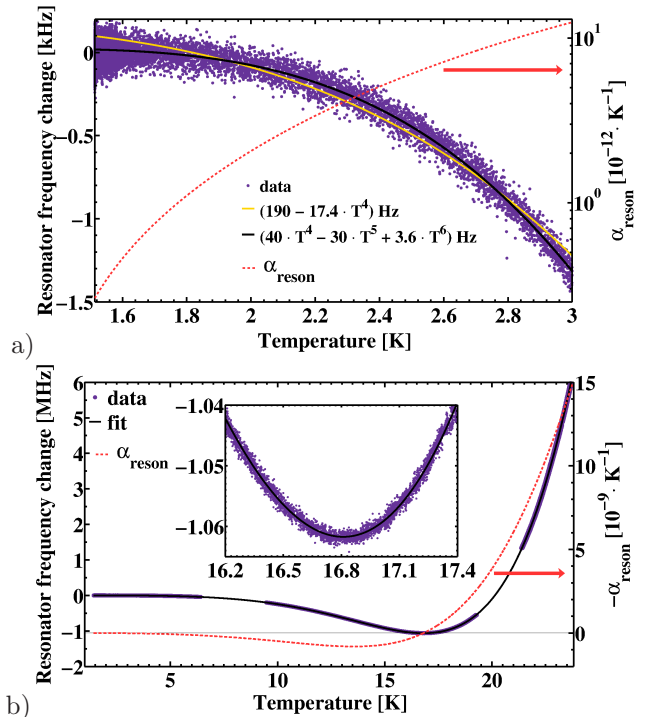 Resonator frequency change [kHz]
0
−0.5
−1
−1.5
1.6 1.8 2 2.2 2.4 2.6 2.8 3
Temperature [K]
10¹
10⁰
α_reson [10⁻¹² · K⁻¹]
data
(190 − 17.4 · T⁴) Hz
(40 · T⁴ − 30 · T⁵ + 3.6 · T⁶) Hz
α_reson
a)
Resonator frequency change [MHz]
6
5
4
3
2
1
0
−1
−2
data
fit
α_reson
−1.04
−1.05
−1.06
16.2 16.5 16.8 17.1 17.4
15
10
5
0
−α_reson [10⁻⁹ · K⁻¹]
5 10 15 20
Temperature [K]
b)